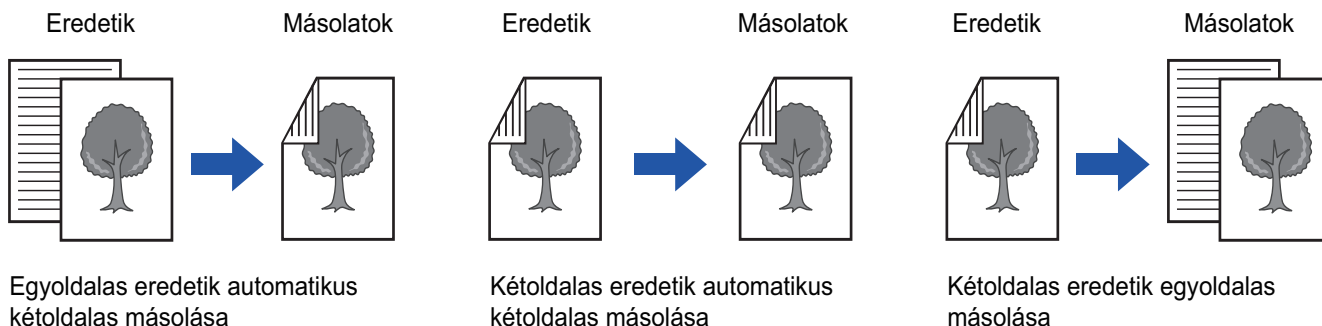 Eredetik
Másolatok
Eredetik
Másolatok
Eredetik
Másolatok
Egyoldalas eredetik automatikus
kétoldalas másolása
Kétoldalas eredetik automatikus
kétoldalas másolása
Kétoldalas eredetik egyoldalas
másolása